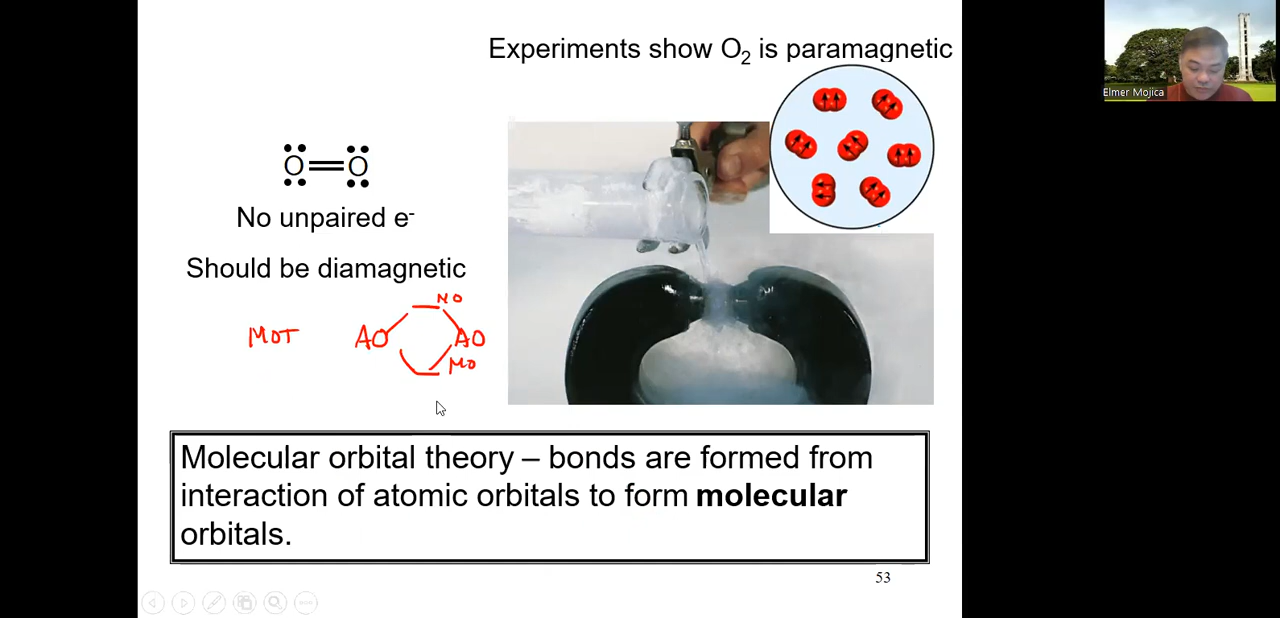 Experiments show O₂ is paramagnetic
Elmer Mojica
O=O
No unpaired e⁻
Should be diamagnetic
MOT
AO
MO
AO
MO
Molecular orbital theory – bonds are formed from
interaction of atomic orbitals to form molecular
orbitals.
53